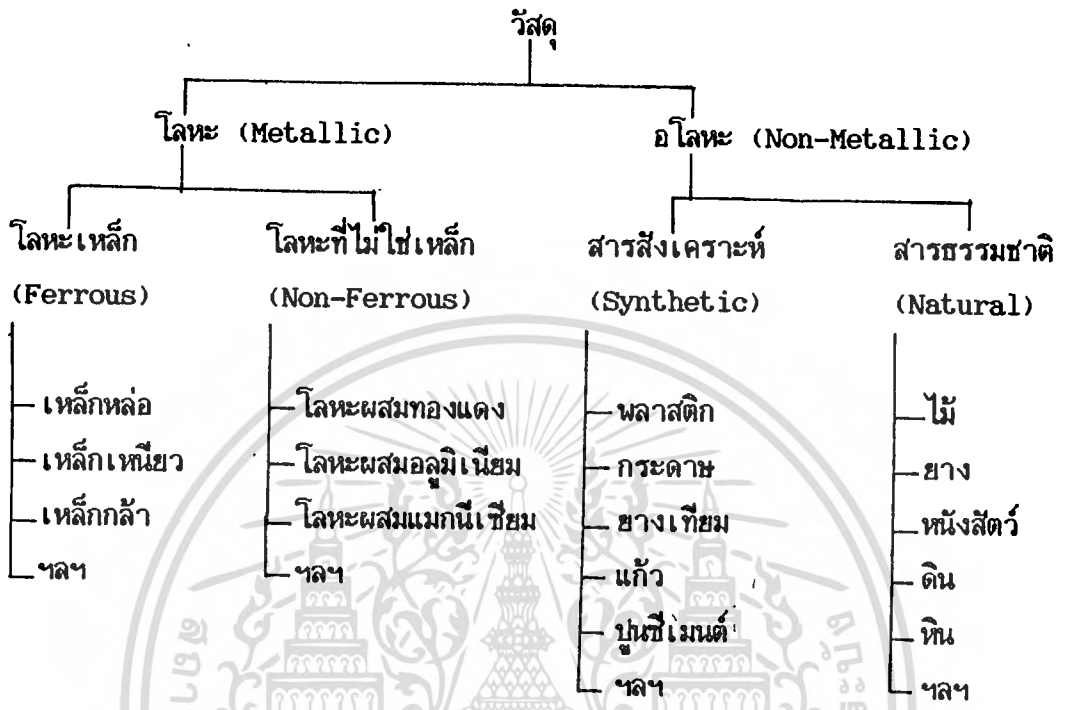 วัสดุ
โลหะ (Metallic)
อโลหะ (Non-Metallic)
โลหะเหล็ก
(Ferrous)
เหล็กหล่อ
เหล็กเหนียว
เหล็กกล้า
ฯลฯ
โลหะที่ไม่ใช่เหล็ก
(Non-Ferrous)
โลหะผสมทองแดง
โลหะผสมอลูมิเนียม
โลหะผสมแมกนีเซียม
ฯลฯ
สารสังเคราะห์
(Synthetic)
พลาสติก
กระดาษ
ยางเทียม
แก้ว
ปูนซีเมนต์
ฯลฯ
สารธรรมชาติ
(Natural)
ไม้
ยาง
หนังสัตว์
ดิน
หิน
ฯลฯ